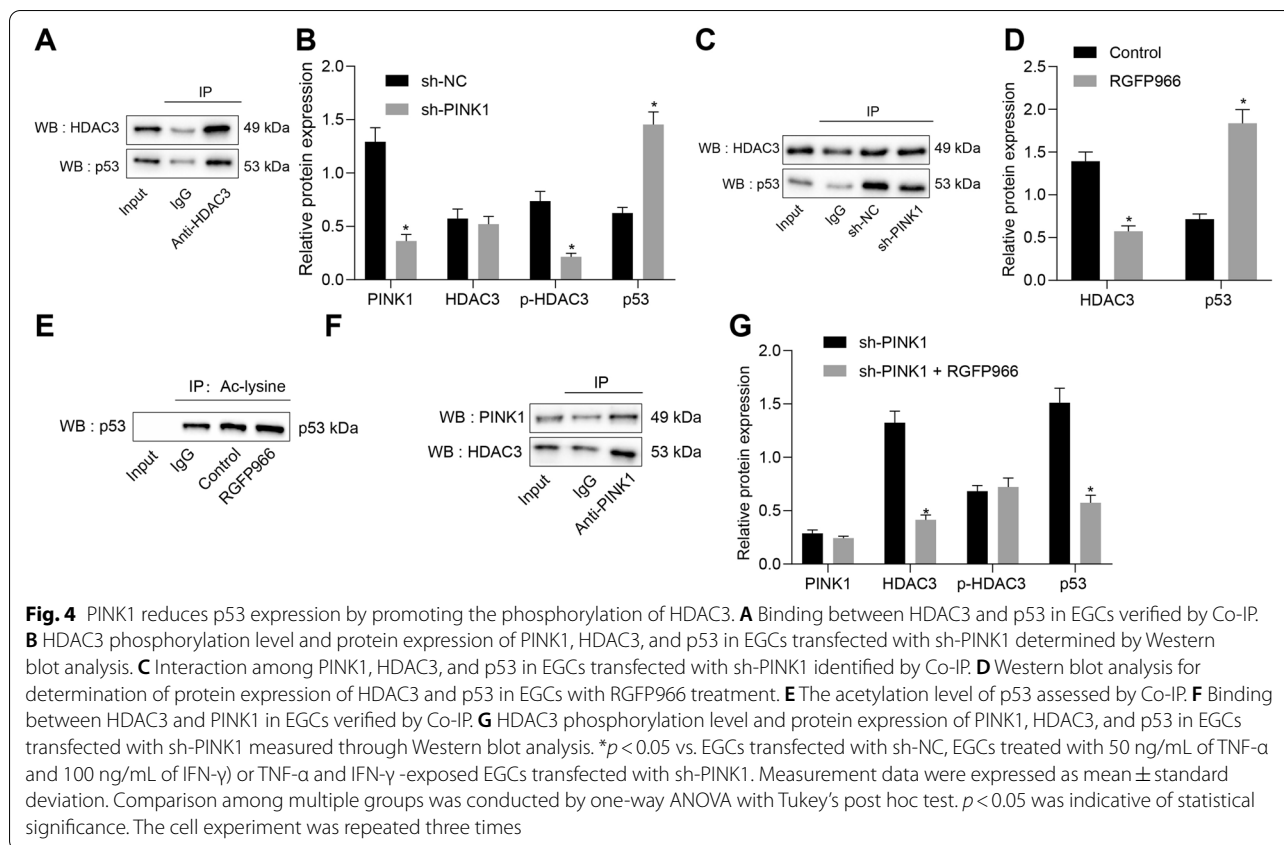 A
IP
WB : HDAC3
49 kDa
WB : p53
53 kDa
Input
IgG
Anti-HDAC3
B
Relative protein expression
2.0
1.5
1.0
0.5
0.0
sh-NC
sh-PINK1
*
*
*
PINK1
HDAC3
p-HDAC3
p53
C
IP
WB : HDAC3
49 kDa
WB : p53
53 kDa
Input
IgG
sh-NC
sh-PINK1
D
Control
RGFP966
Relative protein expression
2.5
2.0
1.5
1.0
0.5
0.0
*
*
HDAC3
p53
E
IP : Ac-lysine
WB : p53
p53 kDa
Input
IgG
Control
RGFP966
F
IP
WB : PINK1
49 kDa
WB : HDAC3
53 kDa
Input
IgG
Anti-PINK1
G
sh-PINK1
sh-PINK1 + RGFP966
Relative protein expression
2.0
1.5
1.0
0.5
0.0
*
*
PINK1
HDAC3
p-HDAC3
p53
Fig. 4 PINK1 reduces p53 expression by promoting the phosphorylation of HDAC3. A Binding between HDAC3 and p53 in EGCs verified by Co-IP.
B HDAC3 phosphorylation level and protein expression of PINK1, HDAC3, and p53 in EGCs transfected with sh-PINK1 determined by Western
blot analysis. C Interaction among PINK1, HDAC3, and p53 in EGCs transfected with sh-PINK1 identified by Co-IP. D Western blot analysis for
determination of protein expression of HDAC3 and p53 in EGCs with RGFP966 treatment. E The acetylation level of p53 assessed by Co-IP. F Binding
between HDAC3 and PINK1 in EGCs verified by Co-IP. G HDAC3 phosphorylation level and protein expression of PINK1, HDAC3, and p53 in EGCs
transfected with sh-PINK1 measured through Western blot analysis. *p < 0.05 vs. EGCs transfected with sh-NC, EGCs treated with 50 ng/mL of TNF-α
and 100 ng/mL of IFN-γ) or TNF-α and IFN-γ -exposed EGCs transfected with sh-PINK1. Measurement data were expressed as mean ± standard
deviation. Comparison among multiple groups was conducted by one-way ANOVA with Tukey's post hoc test. p < 0.05 was indicative of statistical
significance. The cell experiment was repeated three times